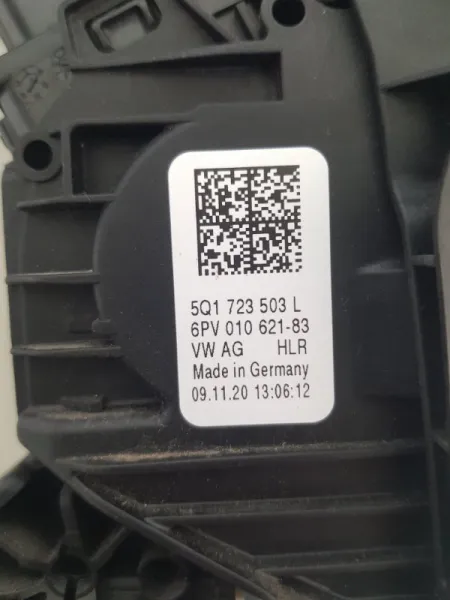 5Q1 723 503 L
6PV 010 621-83
VW AG HLR
Made in Germany
09.11.20 13:06:12